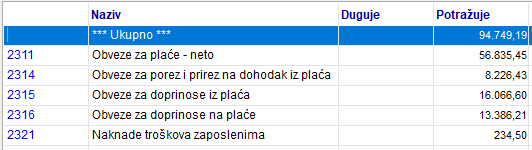 Naziv Duguje Potražuje
*** Ukupno *** 94.749,19
2311 Obveze za plaće - neto 56.835,45
2314 Obveze za porez i prirez na dohodak iz plaća 8.226,43
2315 Obveze za doprinose iz plaća 16.066,60
2316 Obveze za doprinose na plaće 13.386,21
2321 Naknade troškova zaposlenima 234,50